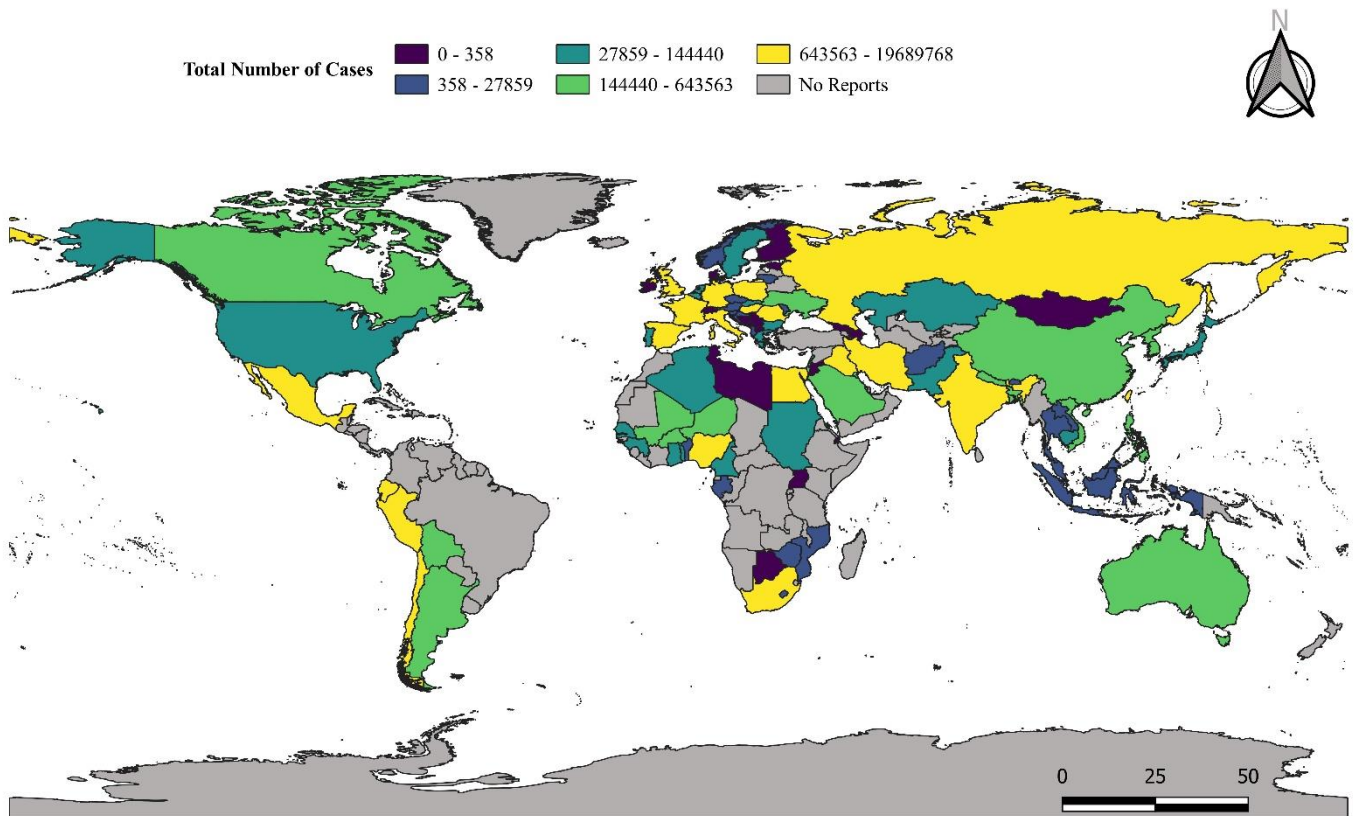 N
Total Number of Cases
0 - 358
27859 - 144440
643563 - 19689768
358 - 27859
144440 - 643563
No Reports
0 25 50